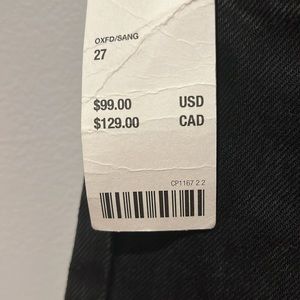 OXFD/SANG
27
$99.00 USD
$129.00 CAD
CP1167 2 2